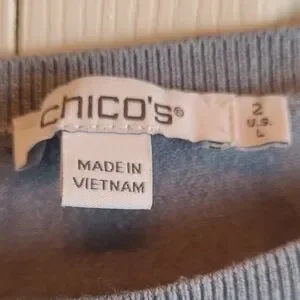 chico's®
2
U.S.
L
MADE IN
VIETNAM